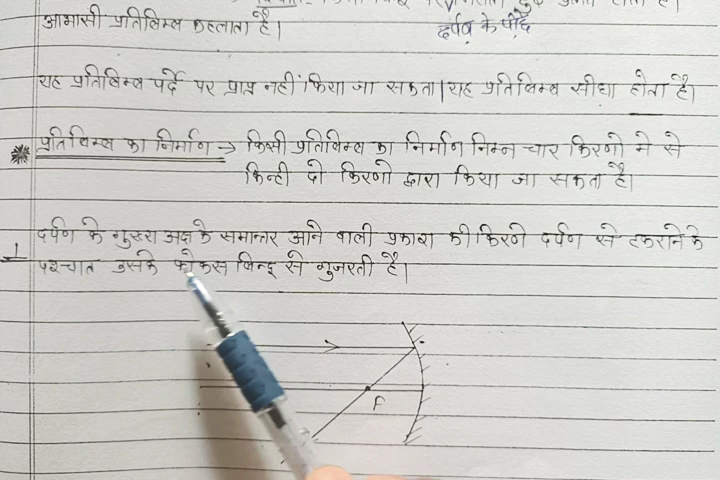 आभासी प्रतिबिम्ब कहलाता है।
दर्पण के पीछे
यह प्रतिबिम्ब पर्दे पर प्राप्त नहीं किया जा सकता। यह प्रतिबिम्ब सीधा होता है।
प्रतिबिम्ब का निर्माण → किसी प्रतिबिम्ब का निर्माण निम्न चार किरणो मे से
किन्ही दो किरणो द्वारा किया जा सकता है।
दर्पण के मुख्य अक्ष के समान्तर आने वाली प्रकाश की किरणे दर्पण से टकराने के
1 पश्चात उसके फोकस बिन्दु से गुजरती है।
F